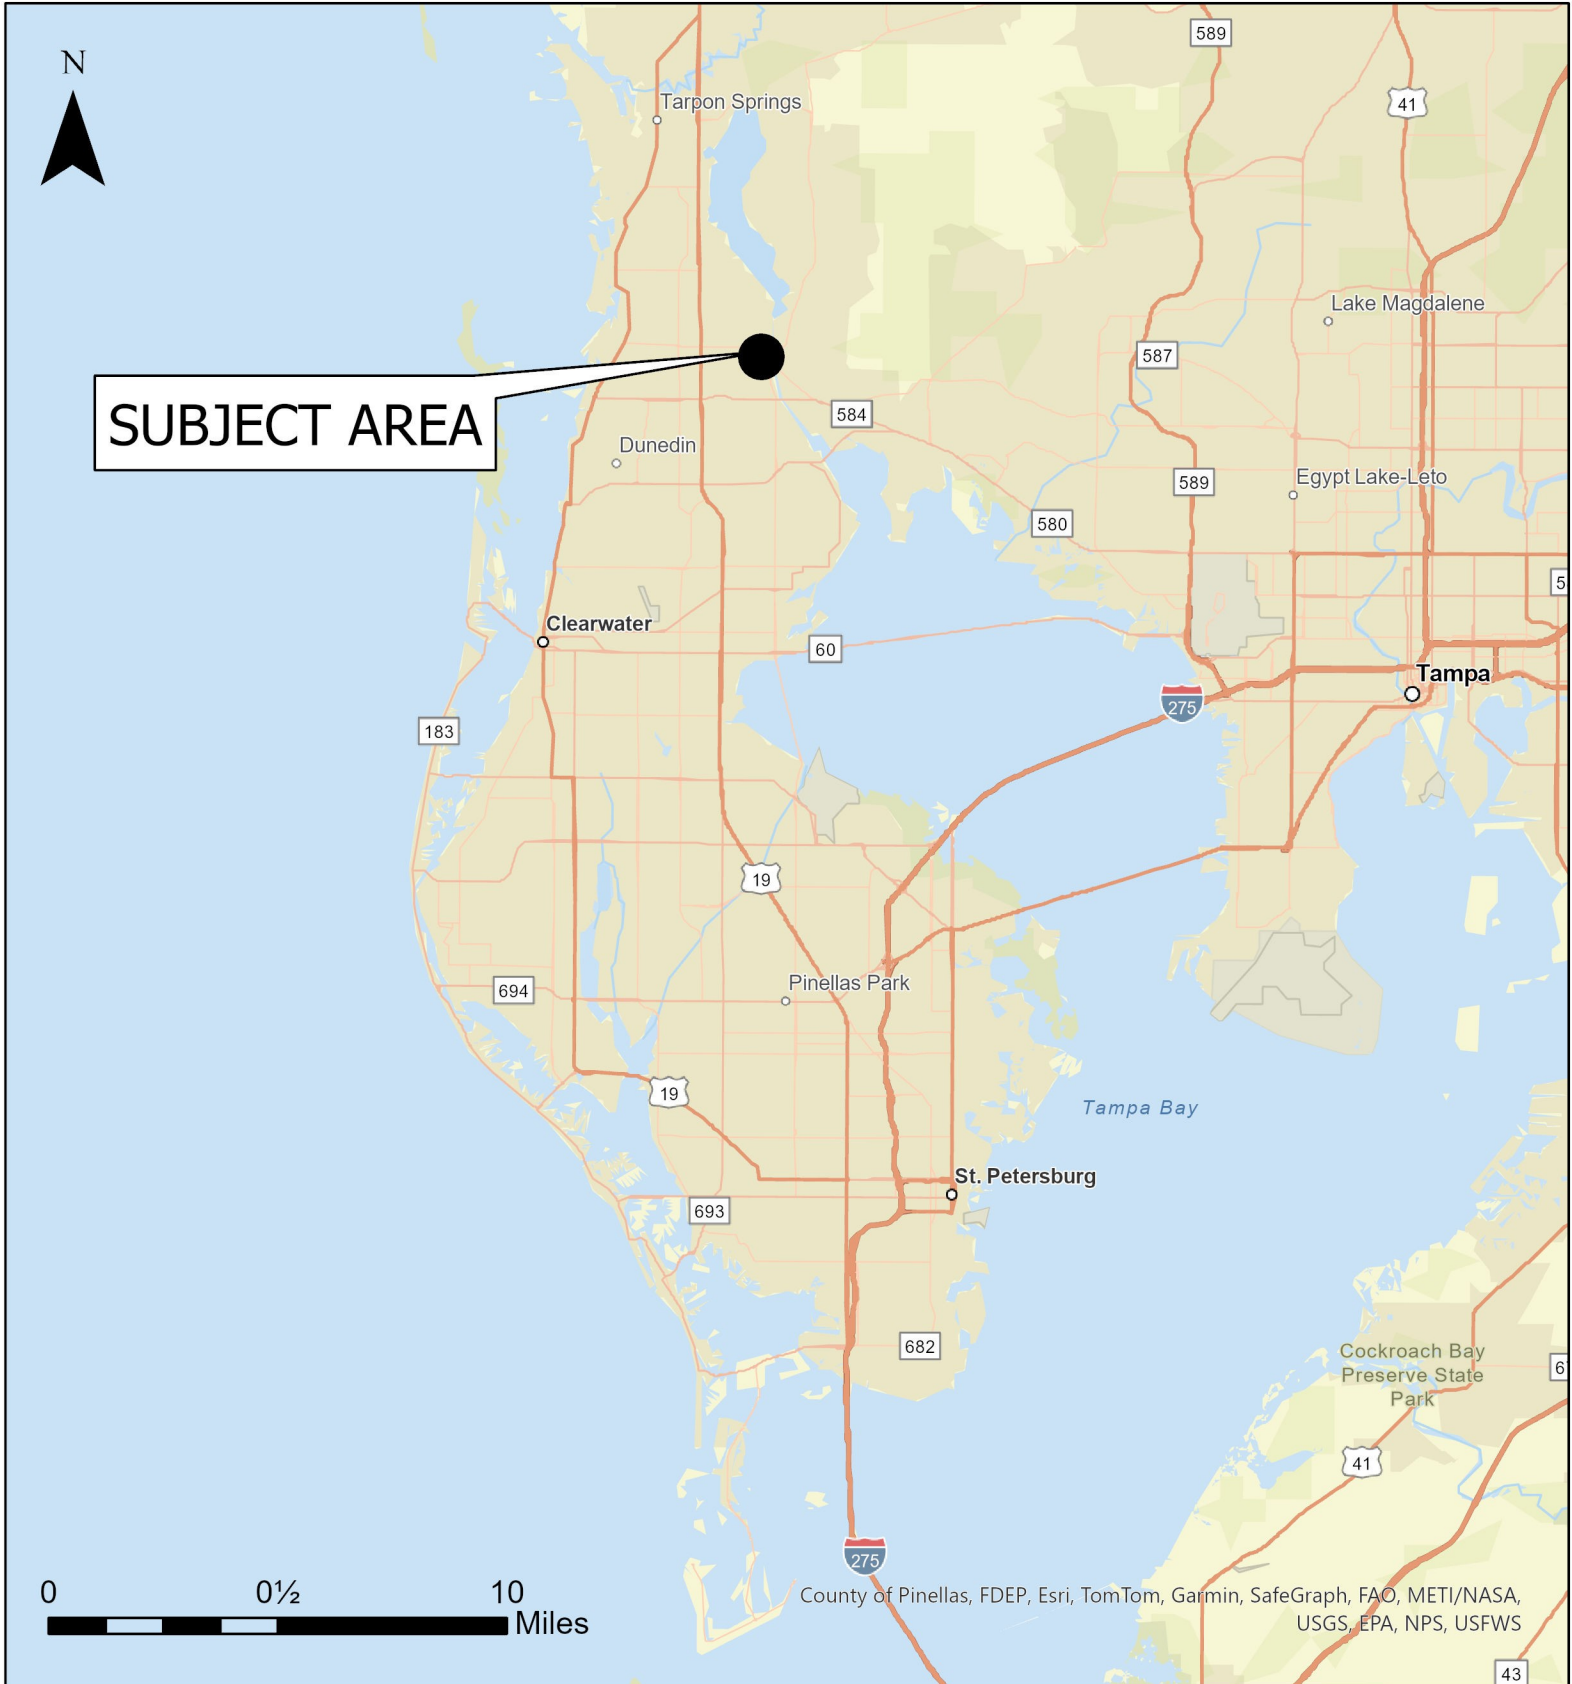 589
N
41
Tarpon Springs
Lake Magdalene
587
SUBJECT AREA
584
Dunedin
589
Egypt Lake-Leto
580
5
Clearwater
60
Tampa
275
183
19
Pinellas Park
694
19
Tampa Bay
St. Petersburg
693
682
Cockroach Bay
Preserve State
Park
6
41
275
0 0½ 10
Miles
County of Pinellas, FDEP, Esri, TomTom, Garmin, SafeGraph, FAO, METI/NASA,
USGS, EPA, NPS, USFWS
43